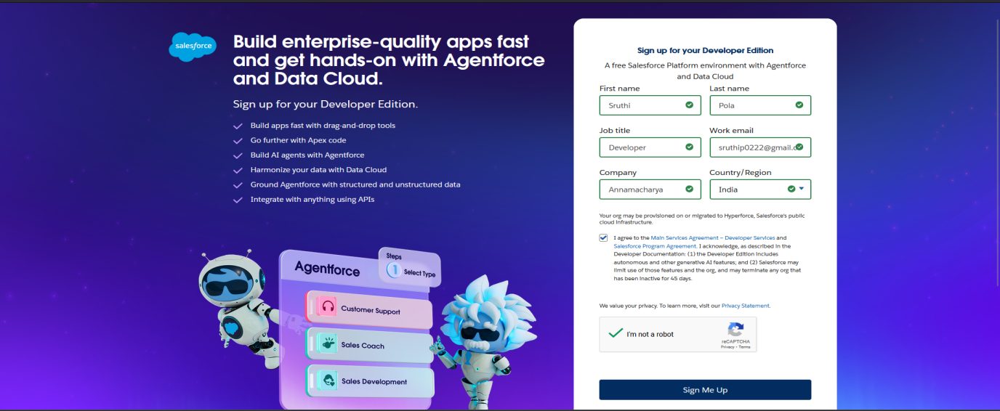 salesforce
Build enterprise-quality apps fast
and get hands-on with Agentforce
and Data Cloud.
Sign up for your Developer Edition.
Build apps fast with drag-and-drop tools
Go further with Apex code
Build AI agents with Agentforce
Harmonize your data with Data Cloud
Ground Agentforce with structured and unstructured data
Integrate with anything using APIs
Agentforce
Steps
1 Select Type
Customer Support
Sales Coach
Sales Development
Sign up for your Developer Edition
A free Salesforce Platform environment with Agentforce
and Data Cloud
First name Last name
Sruthi Pola
Job title Work email
Developer sruthip0222@gmail.c
Company Country/Region
Annamacharya India
Your org may be provisioned on or migrated to Hyperforce, Salesforce's public
cloud infrastructure.
I agree to the Main Services Agreement – Developer Services and
Salesforce Program Agreement. I acknowledge, as described in the
Developer Documentation: (1) the Developer Edition includes
autonomous and other generative AI features; and (2) Salesforce may
limit use of those features and the org, and may terminate any org that
has been inactive for 45 days.
We value your privacy. To learn more, visit our Privacy Statement.
I'm not a robot
reCAPTCHA
Privacy - Terms
Sign Me Up